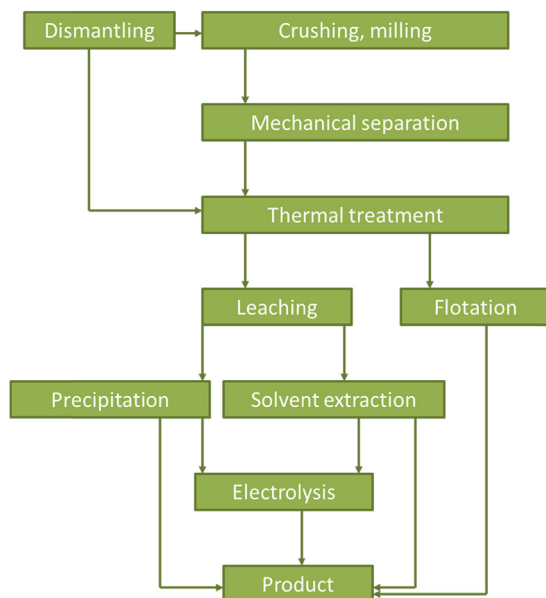 Dismantling
Crushing, milling
Mechanical separation
Thermal treatment
Leaching
Flotation
Precipitation
Solvent extraction
Electrolysis
Product